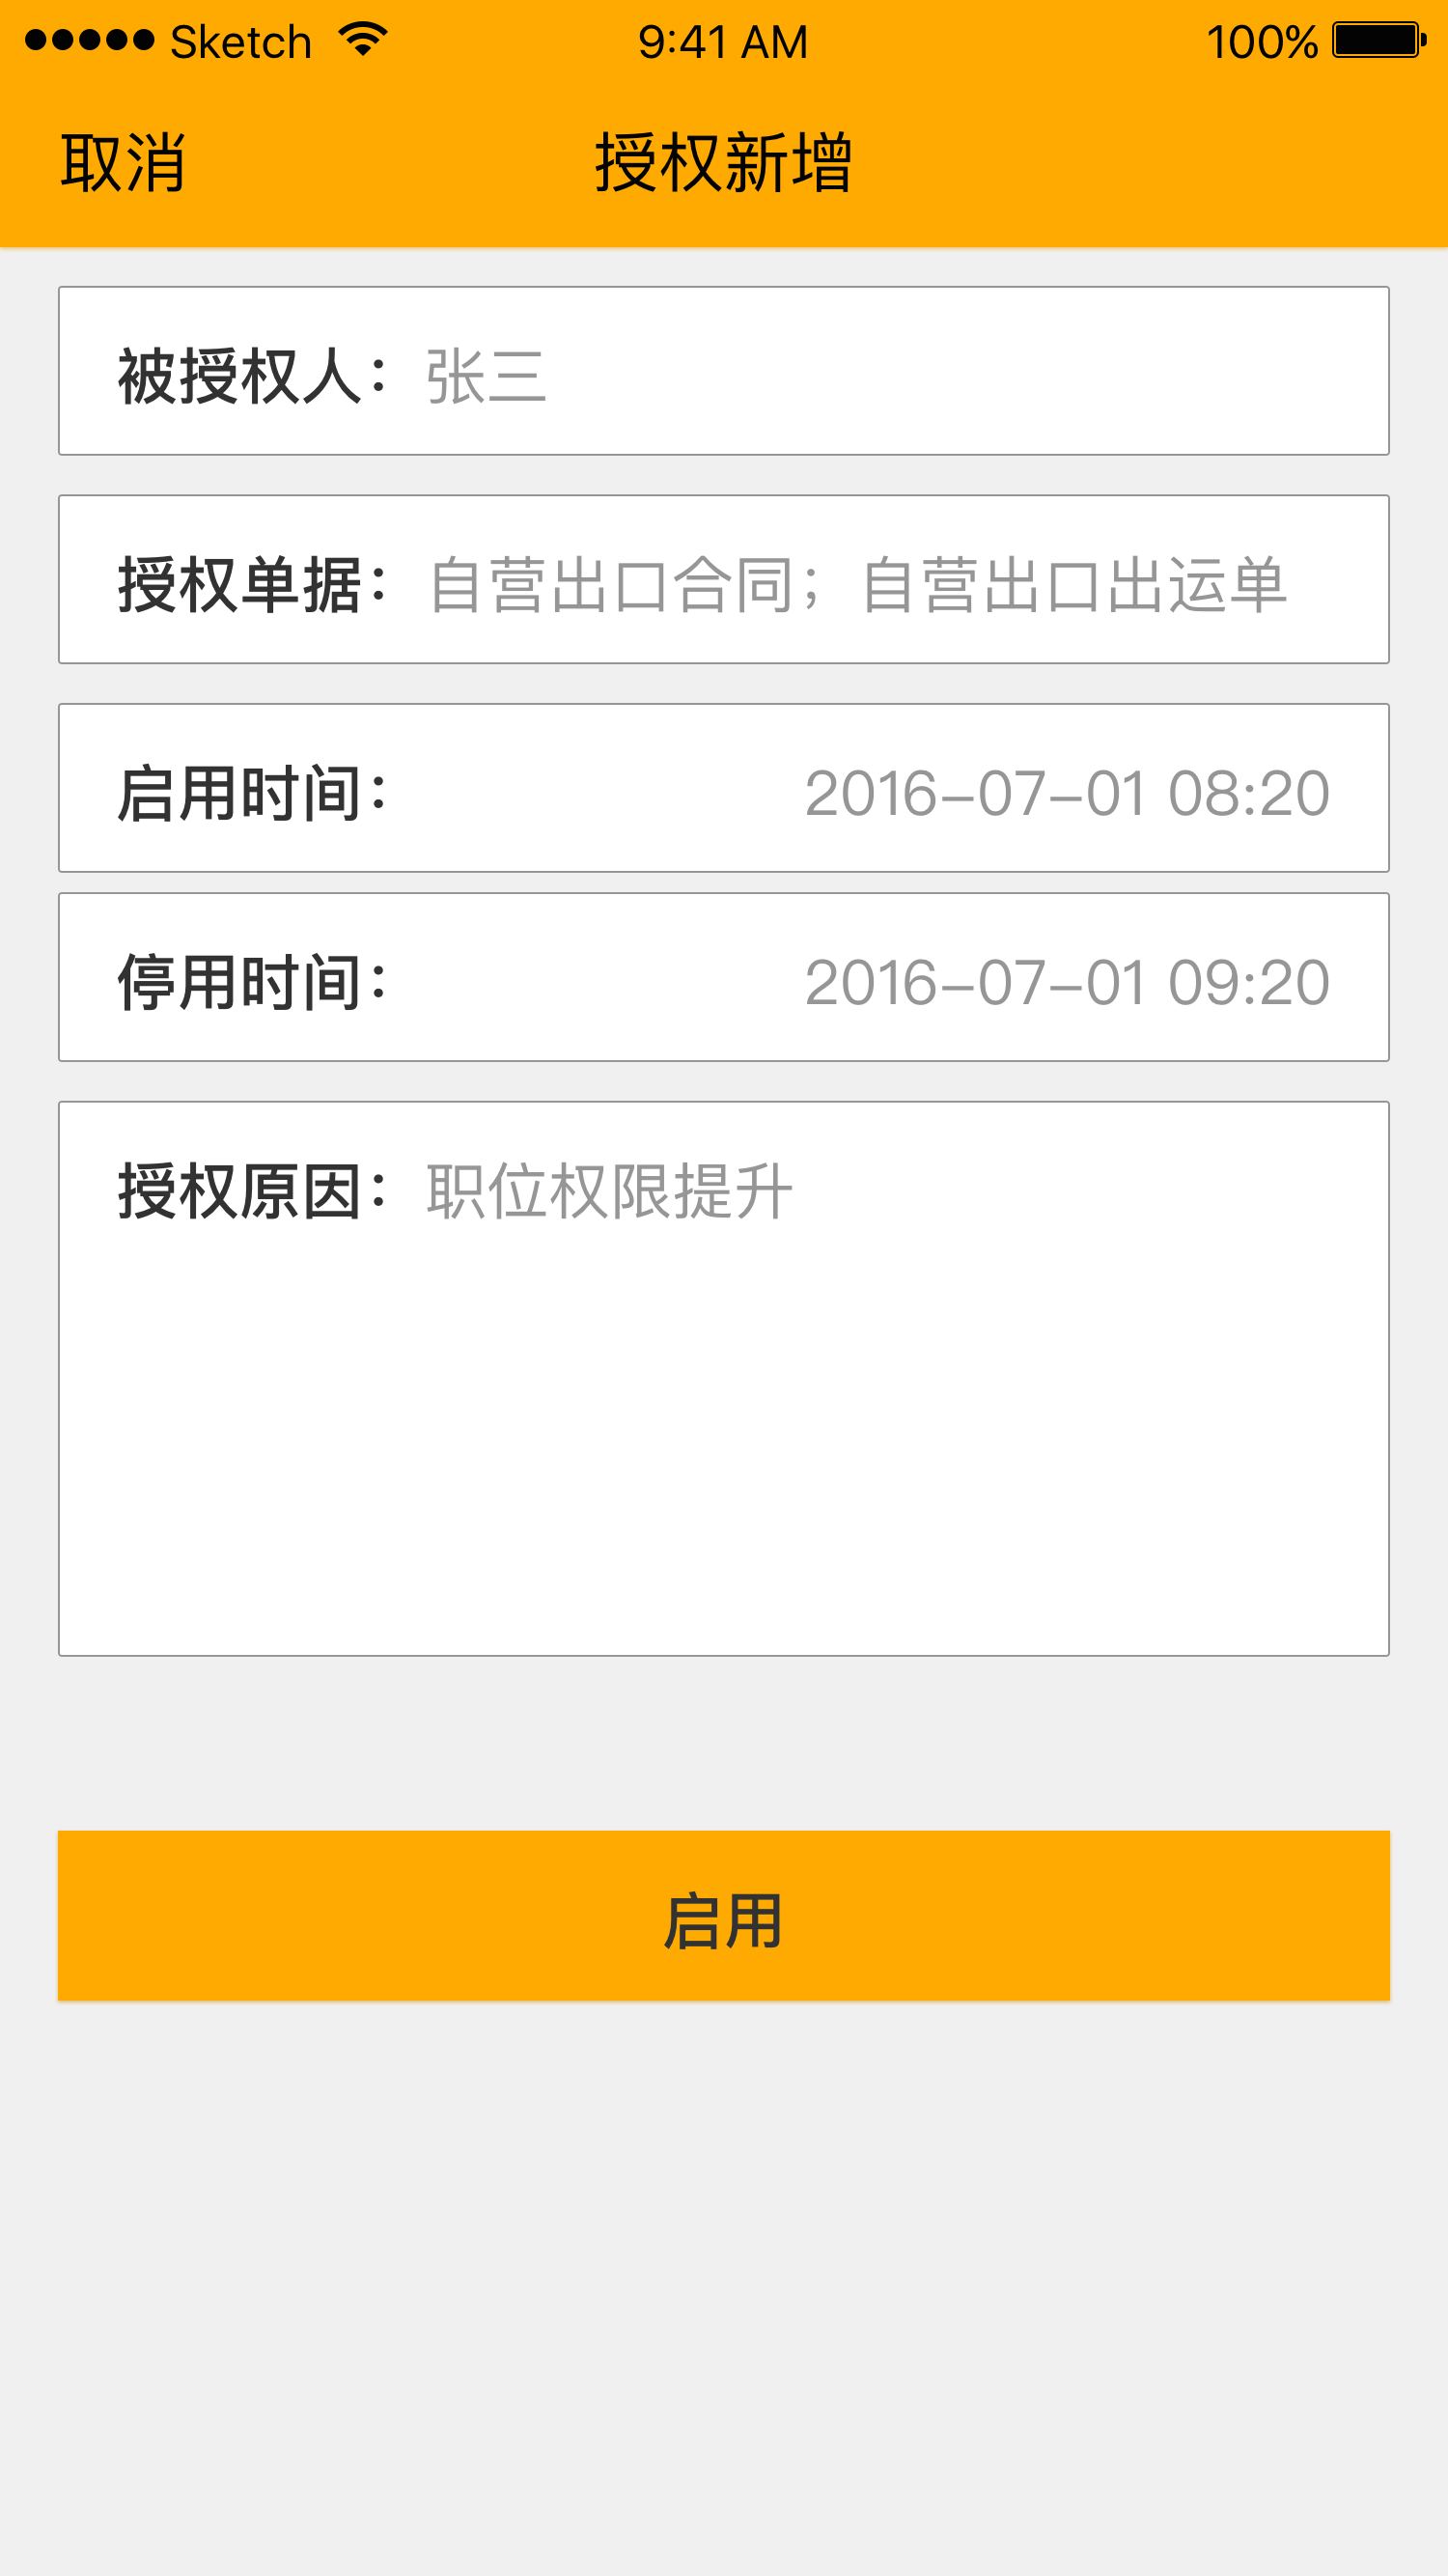 Sketch 9:41 AM 100%
取消 授权新增
被授权人：张三
授权单据：自营出口合同；自营出口出运单
启用时间： 2016-07-01 08:20
停用时间： 2016-07-01 09:20
授权原因：职位权限提升
启用